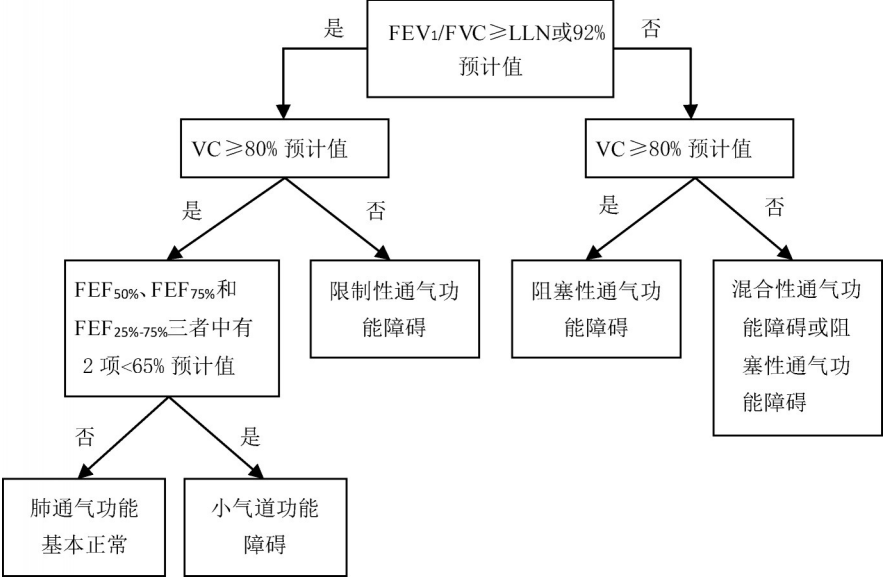 FEV1/FVC≥LLN或92%
预计值
是
否
VC≥80% 预计值
VC≥80% 预计值
是
否
是
否
FEF50%、FEF75%和
FEF25%-75%三者中有
2 项<65% 预计值
限制性通气功
能障碍
阻塞性通气功
能障碍
混合性通气功
能障碍或阻
塞性通气功
能障碍
否
是
肺通气功能
基本正常
小气道功能
障碍